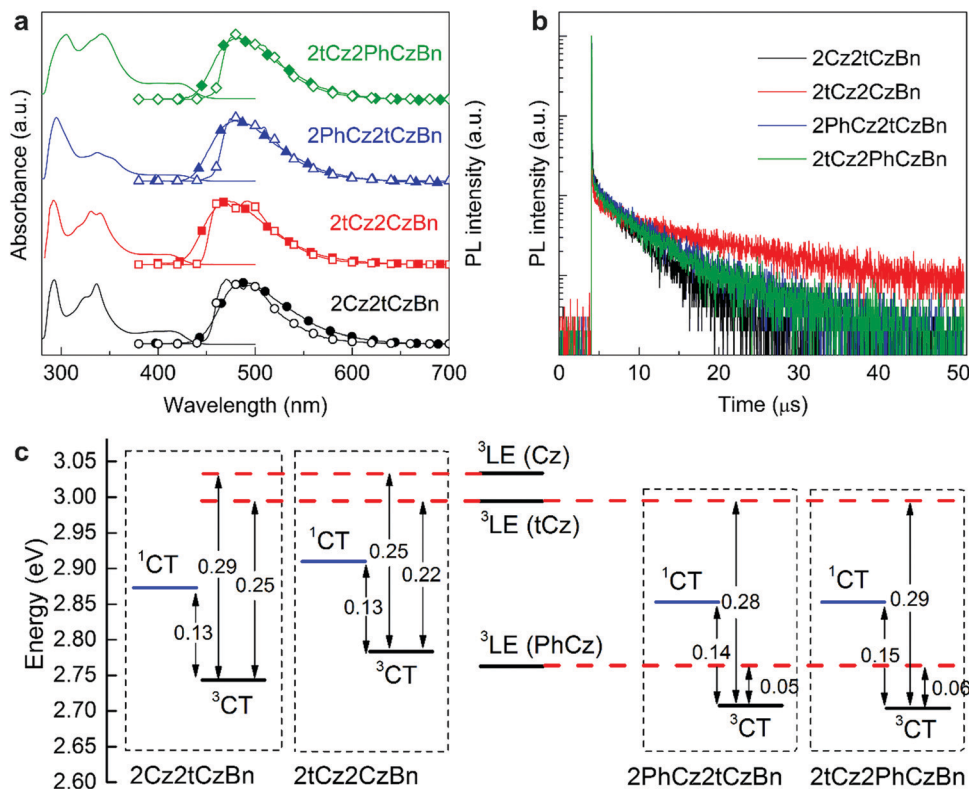 a
2tCz2PhCzBn
2PhCz2tCzBn
2tCz2CzBn
2Cz2tCzBn
Absorbance (a.u.)
PL intensity (a.u.)
300 400 500 600 700
Wavelength (nm)
b
2Cz2tCzBn
2tCz2CzBn
2PhCz2tCzBn
2tCz2PhCzBn
PL intensity (a.u.)
0 10 20 30 40 50
Time (μs)
c
Energy (eV)
3.05
3.00
2.95
2.90
2.85
2.80
2.75
2.70
2.65
2.60
¹CT
0.29
0.25
0.13
³CT
2Cz2tCzBn
¹CT
0.25
0.22
0.13
³CT
2tCz2CzBn
³LE (Cz)
³LE (tCz)
³LE (PhCz)
¹CT
0.28
0.14
0.05
³CT
2PhCz2tCzBn
¹CT
0.29
0.15
0.06
³CT
2tCz2PhCzBn